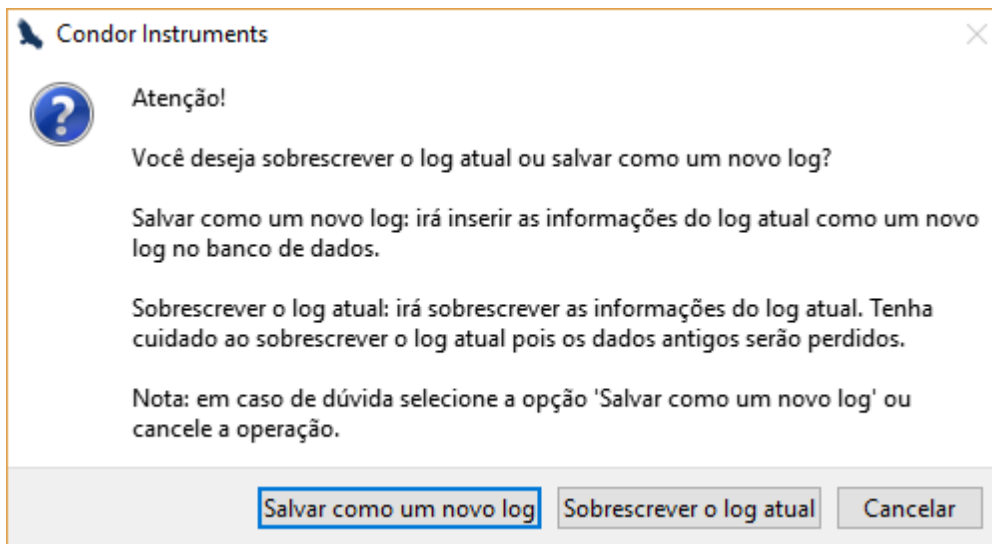 Condor Instruments
Atenção!
Você deseja sobrescrever o log atual ou salvar como um novo log?
Salvar como um novo log: irá inserir as informações do log atual como um novo
log no banco de dados.
Sobrescrever o log atual: irá sobrescrever as informações do log atual. Tenha
cuidado ao sobrescrever o log atual pois os dados antigos serão perdidos.
Nota: em caso de dúvida selecione a opção 'Salvar como um novo log' ou
cancele a operação.
Salvar como um novo log Sobrescrever o log atual Cancelar